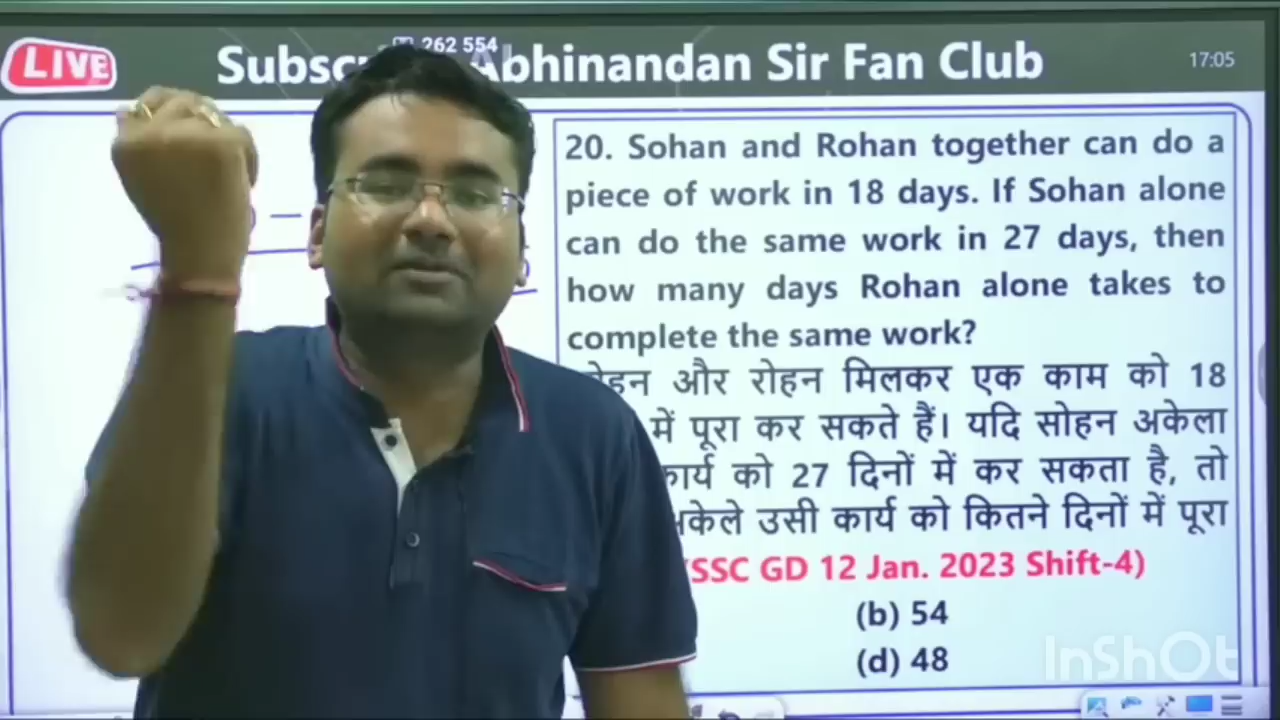 LIVE
262 554
Abhinandan Sir Fan Club
17:05
20. Sohan and Rohan together can do a
piece of work in 18 days. If Sohan alone
can do the same work in 27 days, then
how many days Rohan alone takes to
complete the same work?
और रोहन मिलकर एक काम को 18
में पूरा कर सकते हैं। यदि सोहन अकेला
को 27 दिनों में कर सकता है, तो
उसी कार्य को कितने दिनों में पूरा
(SSC GD 12 Jan. 2023 Shift-4)
(b) 54
(d) 48
InShOt